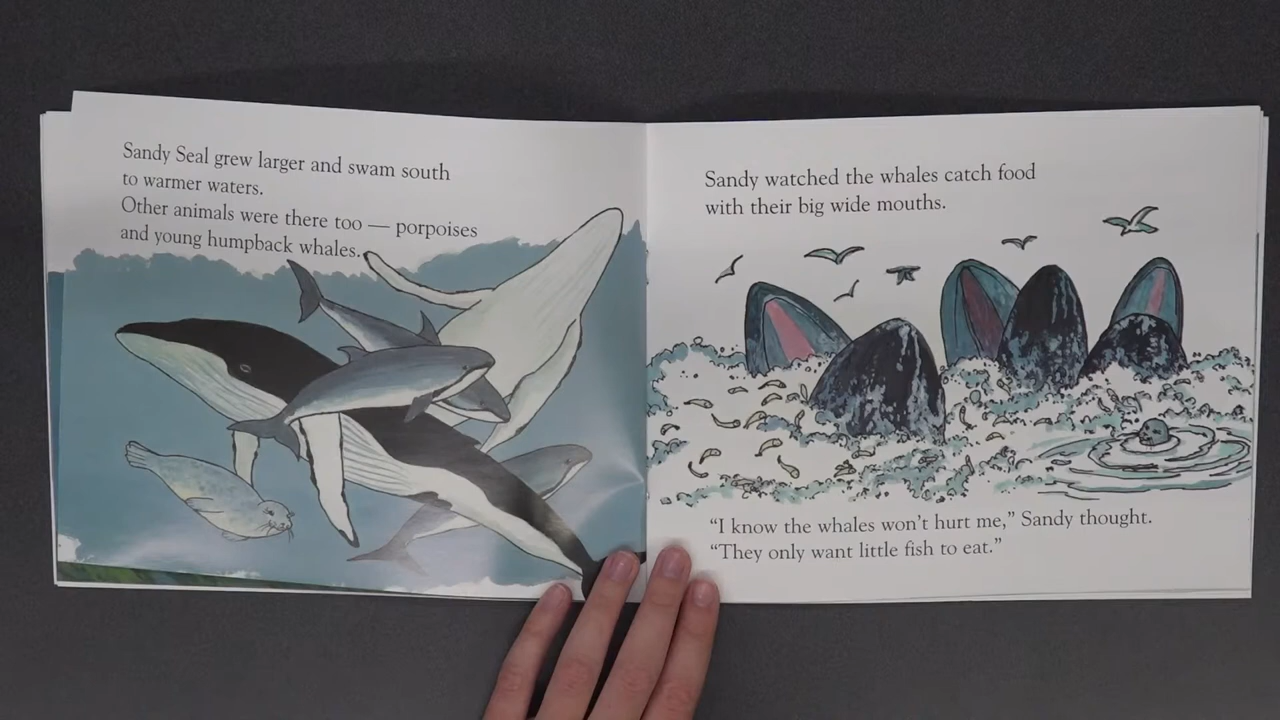 Sandy Seal grew larger and swam south
to warmer waters.
Other animals were there too — porpoises
and young humpback whales.
Sandy watched the whales catch food
with their big wide mouths.
“I know the whales won’t hurt me,” Sandy thought.
“They only want little fish to eat.”